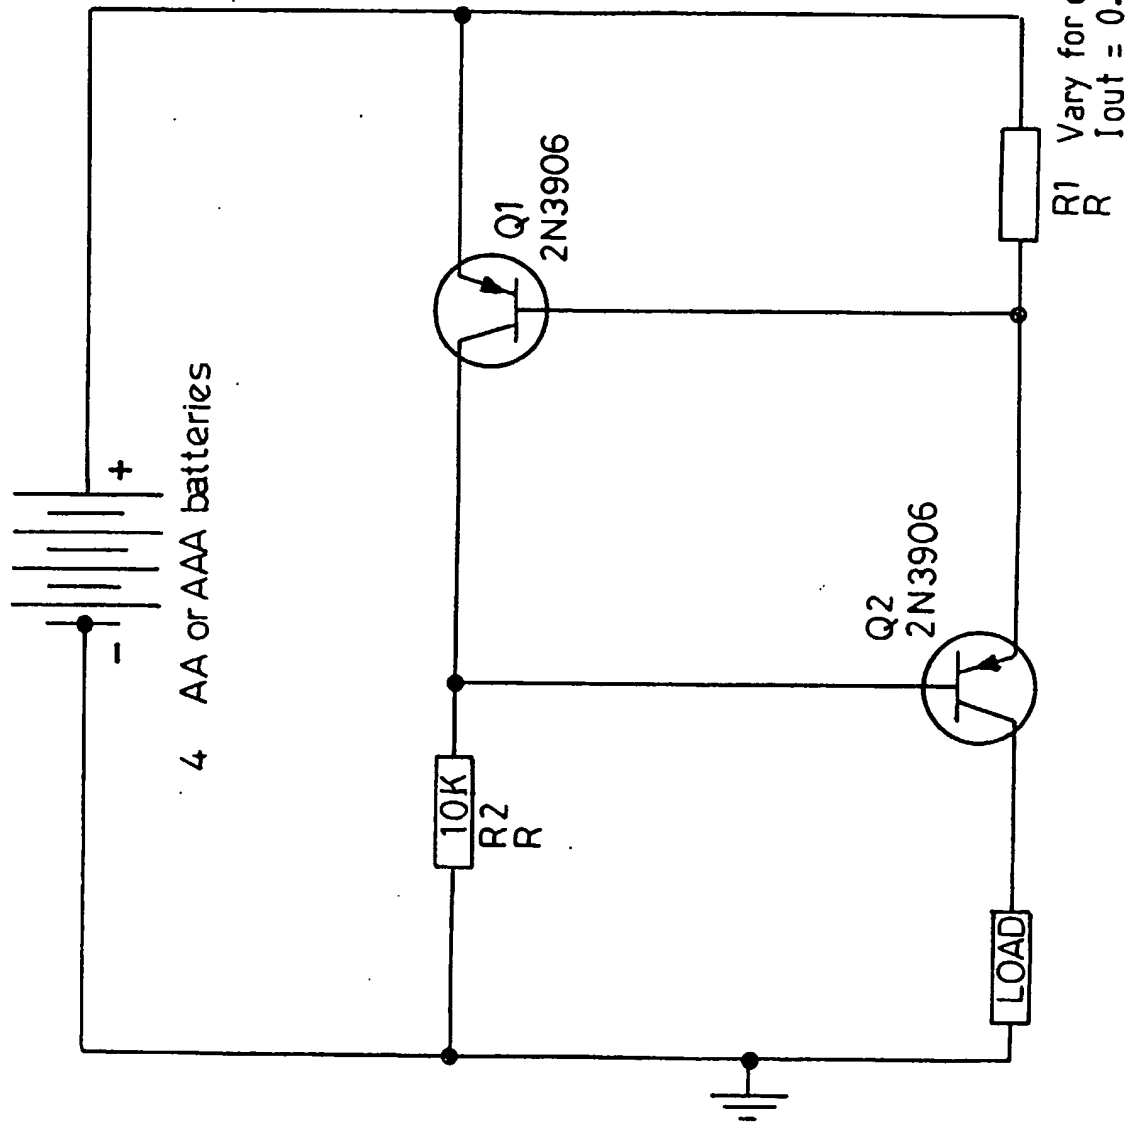 4 AA or AAA batteries
+
-
Q1
2N3906
Q2
2N3906
10K
R2
R
LOAD
R1
R
Vary for
Iout = 0.